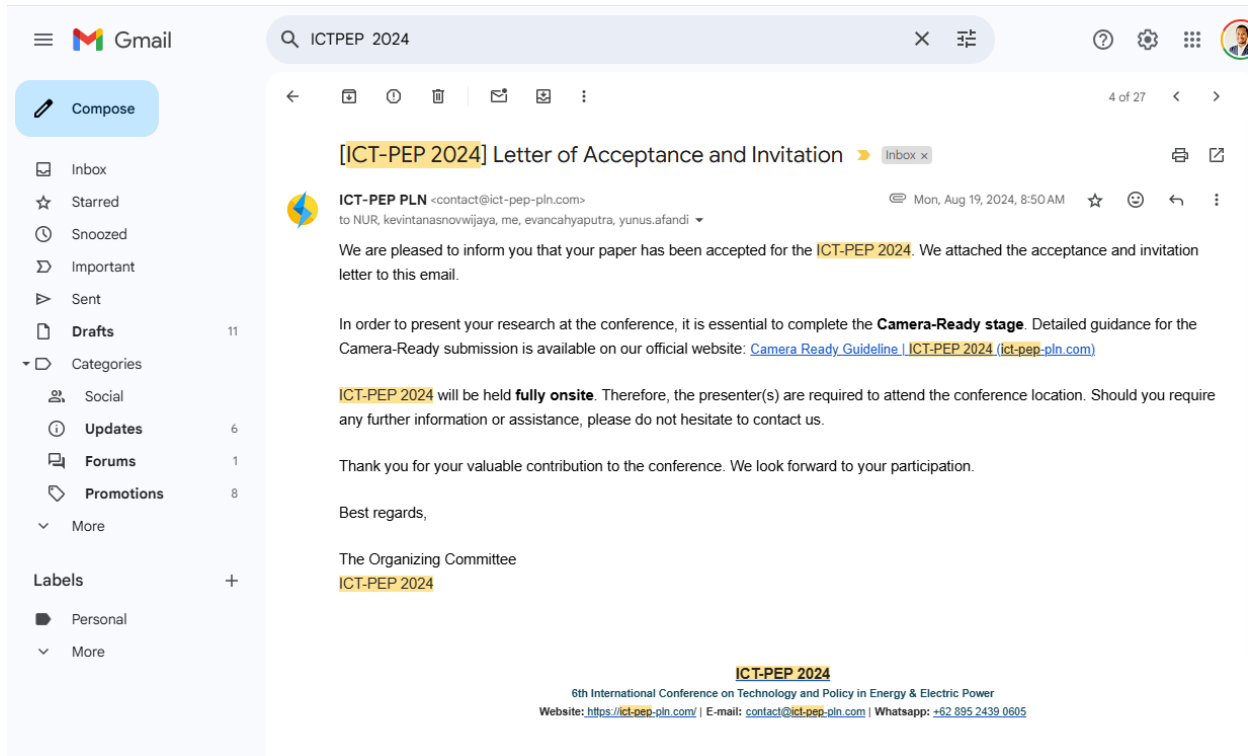 Gmail
ICTPEP 2024
Compose
4 of 27
Inbox
Starred
Snoozed
Important
Sent
Drafts 11
Categories
Social
Updates 6
Forums 1
Promotions 8
More
Labels
Personal
More
[ICT-PEP 2024] Letter of Acceptance and Invitation Inbox ×
ICT-PEP PLN <contact@ict-pep-pln.com> Mon, Aug 19, 2024, 8:50 AM
to NUR, kevintanasnovwijaya, me, evancahyaputra, yunus.afandi
We are pleased to inform you that your paper has been accepted for the ICT-PEP 2024. We attached the acceptance and invitation
letter to this email.
In order to present your research at the conference, it is essential to complete the Camera-Ready stage. Detailed guidance for the
Camera-Ready submission is available on our official website: Camera Ready Guideline | ICT-PEP 2024 (ict-pep-pln.com)
ICT-PEP 2024 will be held fully onsite. Therefore, the presenter(s) are required to attend the conference location. Should you require
any further information or assistance, please do not hesitate to contact us.
Thank you for your valuable contribution to the conference. We look forward to your participation.
Best regards,
The Organizing Committee
ICT-PEP 2024
ICT-PEP 2024
6th International Conference on Technology and Policy in Energy & Electric Power
Website: https://ict-pep-pln.com/ | E-mail: contact@ict-pep-pln.com | Whatsapp: +62 895 2439 0605